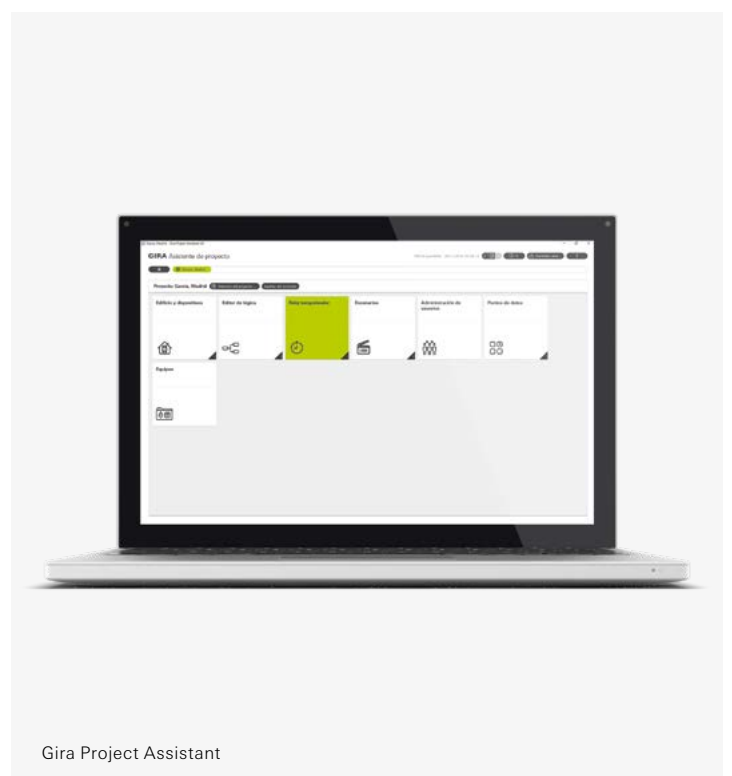 GIRA Asistente de proyecto
Proyecto García, Madrid
Edificio y dispositivos
Editor de lógica
Reloj temporizador
Escenarios
Administración de
usuarios
Puntos de datos
Equipos
Gira Project Assistant